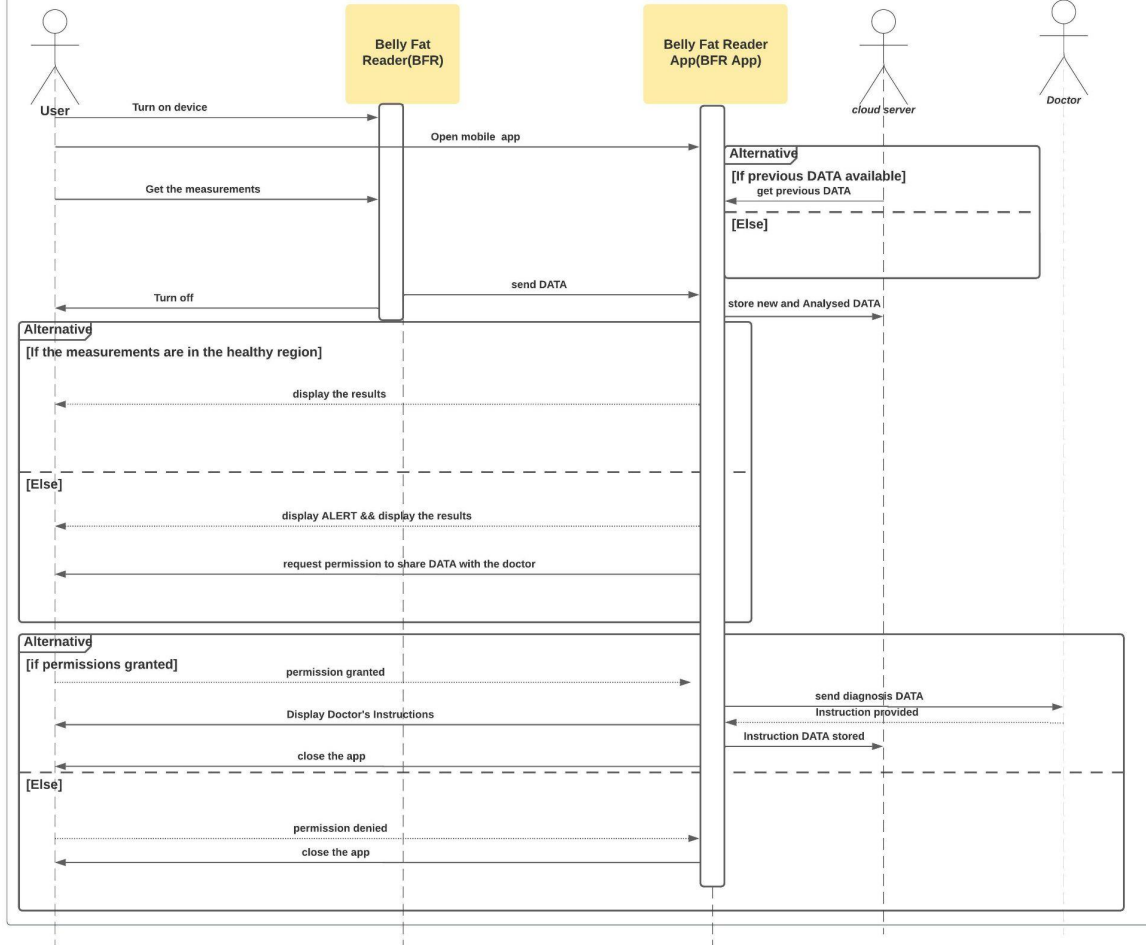 Belly Fat
Reader(BFR)
Belly Fat Reader
App(BFR App)
User
cloud server
Doctor
Turn on device
Open mobile app
Alternative
[If previous DATA available]
get previous DATA
Get the measurements
[Else]
send DATA
Turn off
store new and Analysed DATA
Alternative
[If the measurements are in the healthy region]
display the results
[Else]
display ALERT && display the results
request permission to share DATA with the doctor
Alternative
[if permissions granted]
permission granted
send diagnosis DATA
Instruction provided
Display Doctor's Instructions
Instruction DATA stored
close the app
[Else]
permission denied
close the app